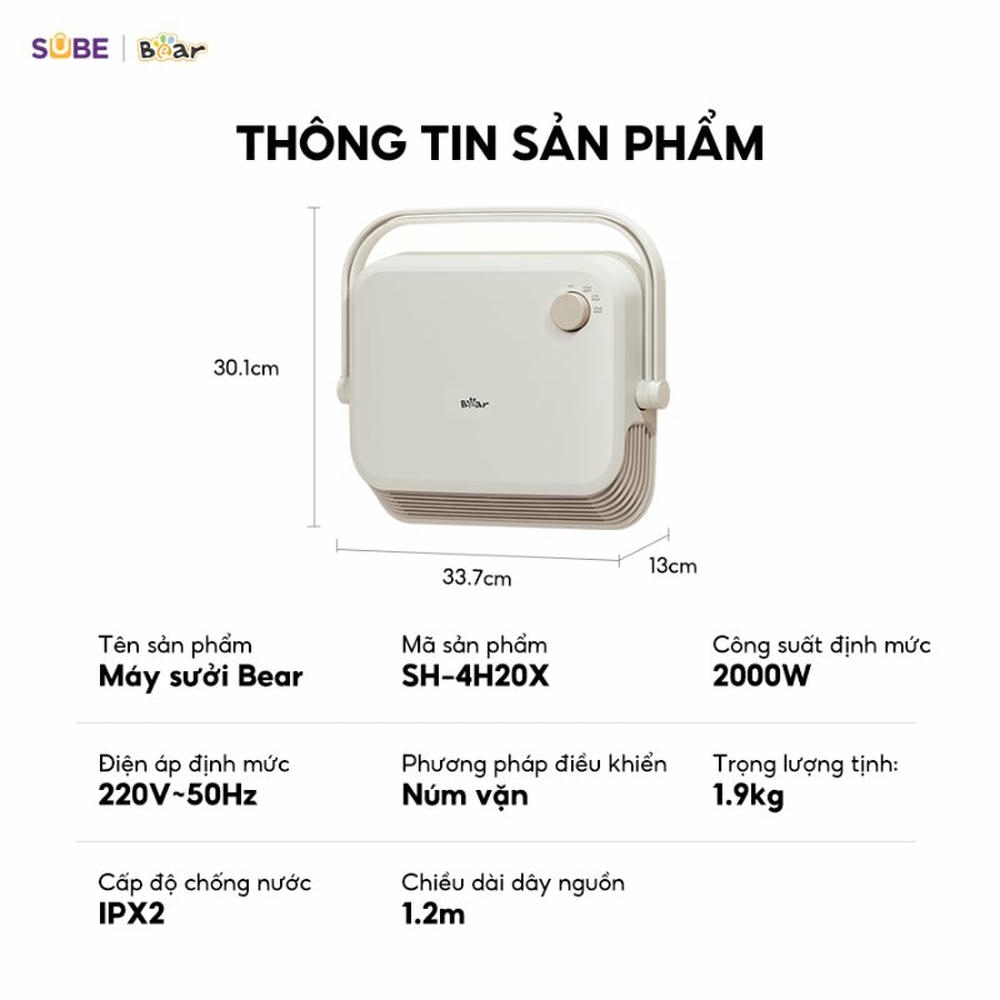 SUBE | Bear
THÔNG TIN SẢN PHẨM
30.1cm
Bear
33.7cm
13cm
Tên sản phẩm
Máy sưởi Bear
Mã sản phẩm
SH-4H20X
Công suất định mức
2000W
Điện áp định mức
220V~50Hz
Phương pháp điều khiển
Núm vặn
Trọng lượng tịnh:
1.9kg
Cấp độ chống nước
IPX2
Chiều dài dây nguồn
1.2m